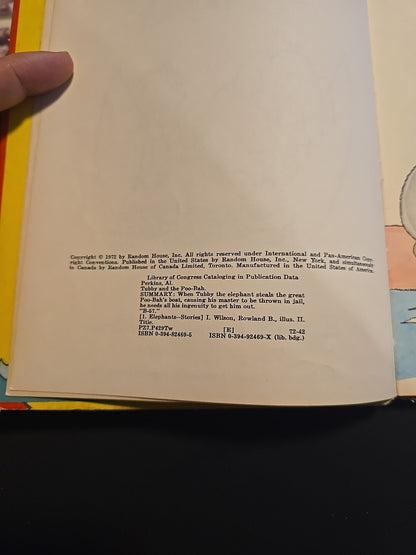 Copyright © 1972 by Random House, Inc. All rights reserved under International and Pan-American Copy-
right Conventions. Published in the United States by Random House, Inc., New York, and simultaneously
in Canada by Random House of Canada Limited, Toronto. Manufactured in the United States of America.
Library of Congress Cataloging in Publication Data
Perkins, Al.
Tubby and the Poo-Bah.
SUMMARY: When Tubby the elephant steals the great
Poo-Bah's boat, causing his master to be thrown in jail,
he needs all his ingenuity to get him out.
"B-57."
[1. Elephants—Stories] I. Wilson, Rowland B., illus. II.
Title.
PZ7.P429Tw [E] 72-42
ISBN 0-394-82469-5 ISBN 0-394-92469-X (lib. bdg.)